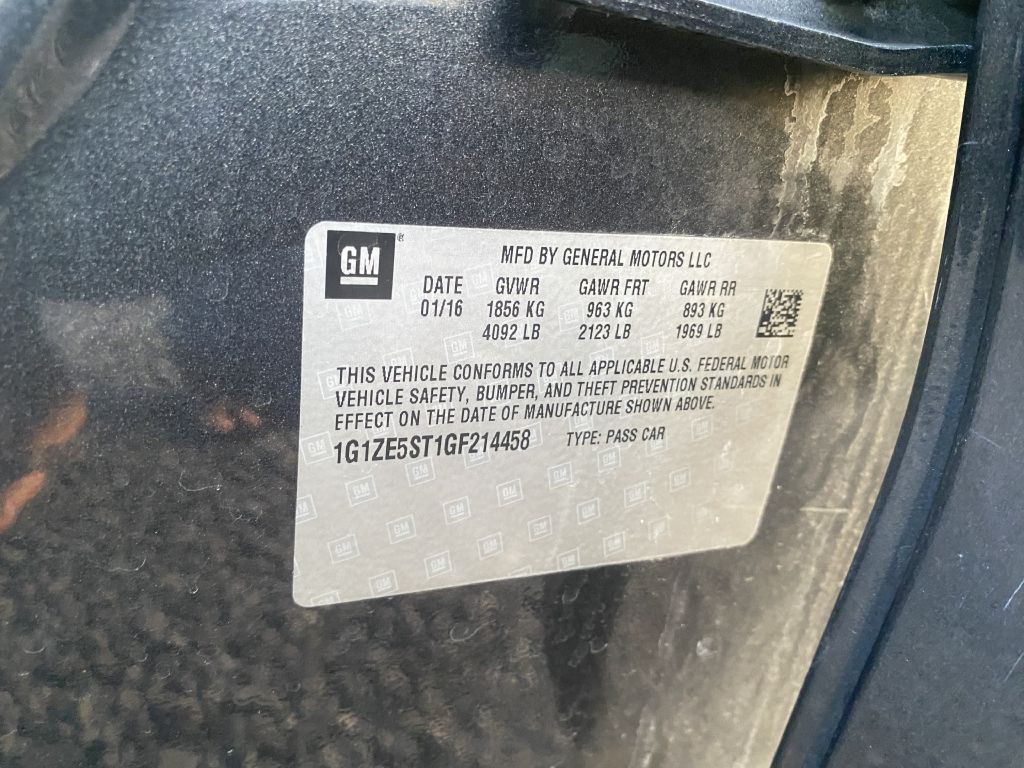 GM®
MFD BY GENERAL MOTORS LLC
DATE GVWR GAWR FRT GAWR RR
01/16 1856 KG 963 KG 893 KG
4092 LB 2123 LB 1969 LB
THIS VEHICLE CONFORMS TO ALL APPLICABLE U.S. FEDERAL MOTOR
VEHICLE SAFETY, BUMPER, AND THEFT PREVENTION STANDARDS IN
EFFECT ON THE DATE OF MANUFACTURE SHOWN ABOVE.
1G1ZE5ST1GF214458 TYPE: PASS CAR